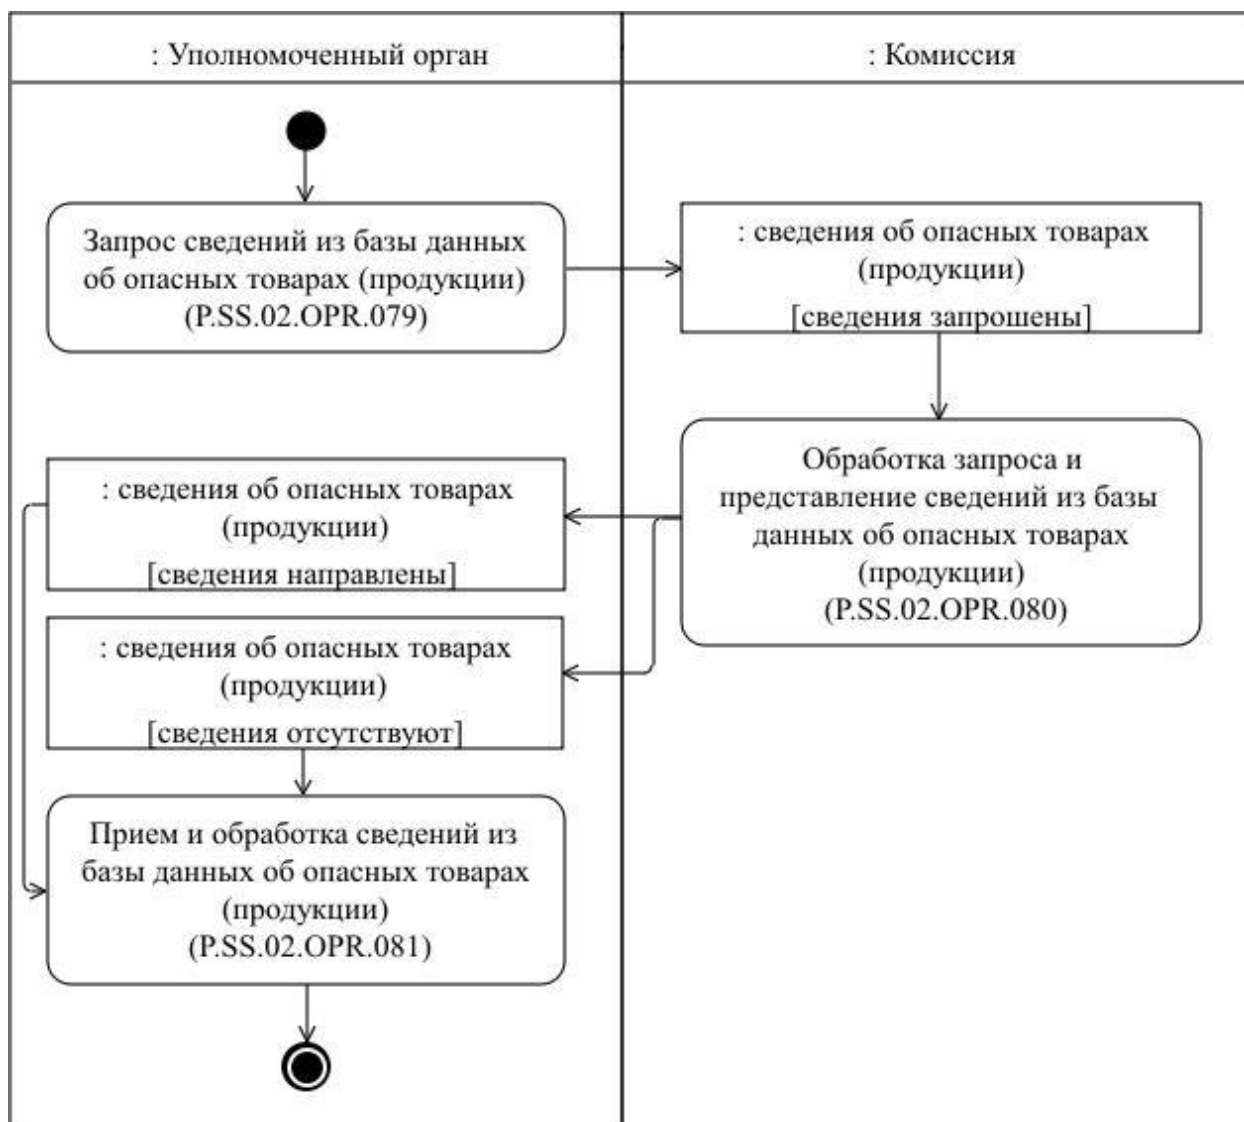 : Уполномоченный орган
: Комиссия
Запрос сведений из базы данных
об опасных товарах (продукции)
(P.SS.02.OPR.079)
: сведения об опасных товарах
(продукции)
[сведения запрошены]
Обработка запроса и
представление сведений из базы
данных об опасных товарах
(продукции)
(P.SS.02.OPR.080)
: сведения об опасных товарах
(продукции)
[сведения направлены]
: сведения об опасных товарах
(продукции)
[сведения отсутствуют]
Прием и обработка сведений из
базы данных об опасных товарах
(продукции)
(P.SS.02.OPR.081)